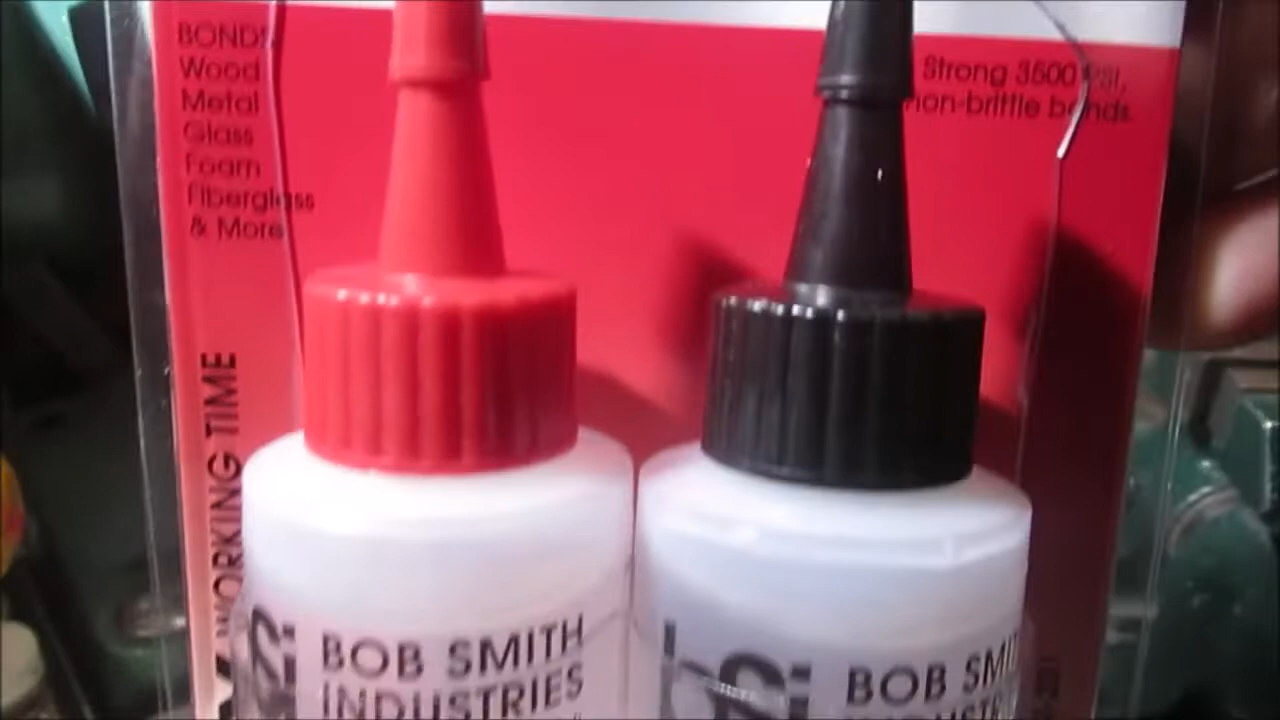 BONDS
Wood
Metal
Glass
Foam
Fiberglass
& More
Strong 3500 PSI,
non-brittle bonds.
WORKING TIME
BOB SMITH
INDUSTRIES
bSi
BOB SMI